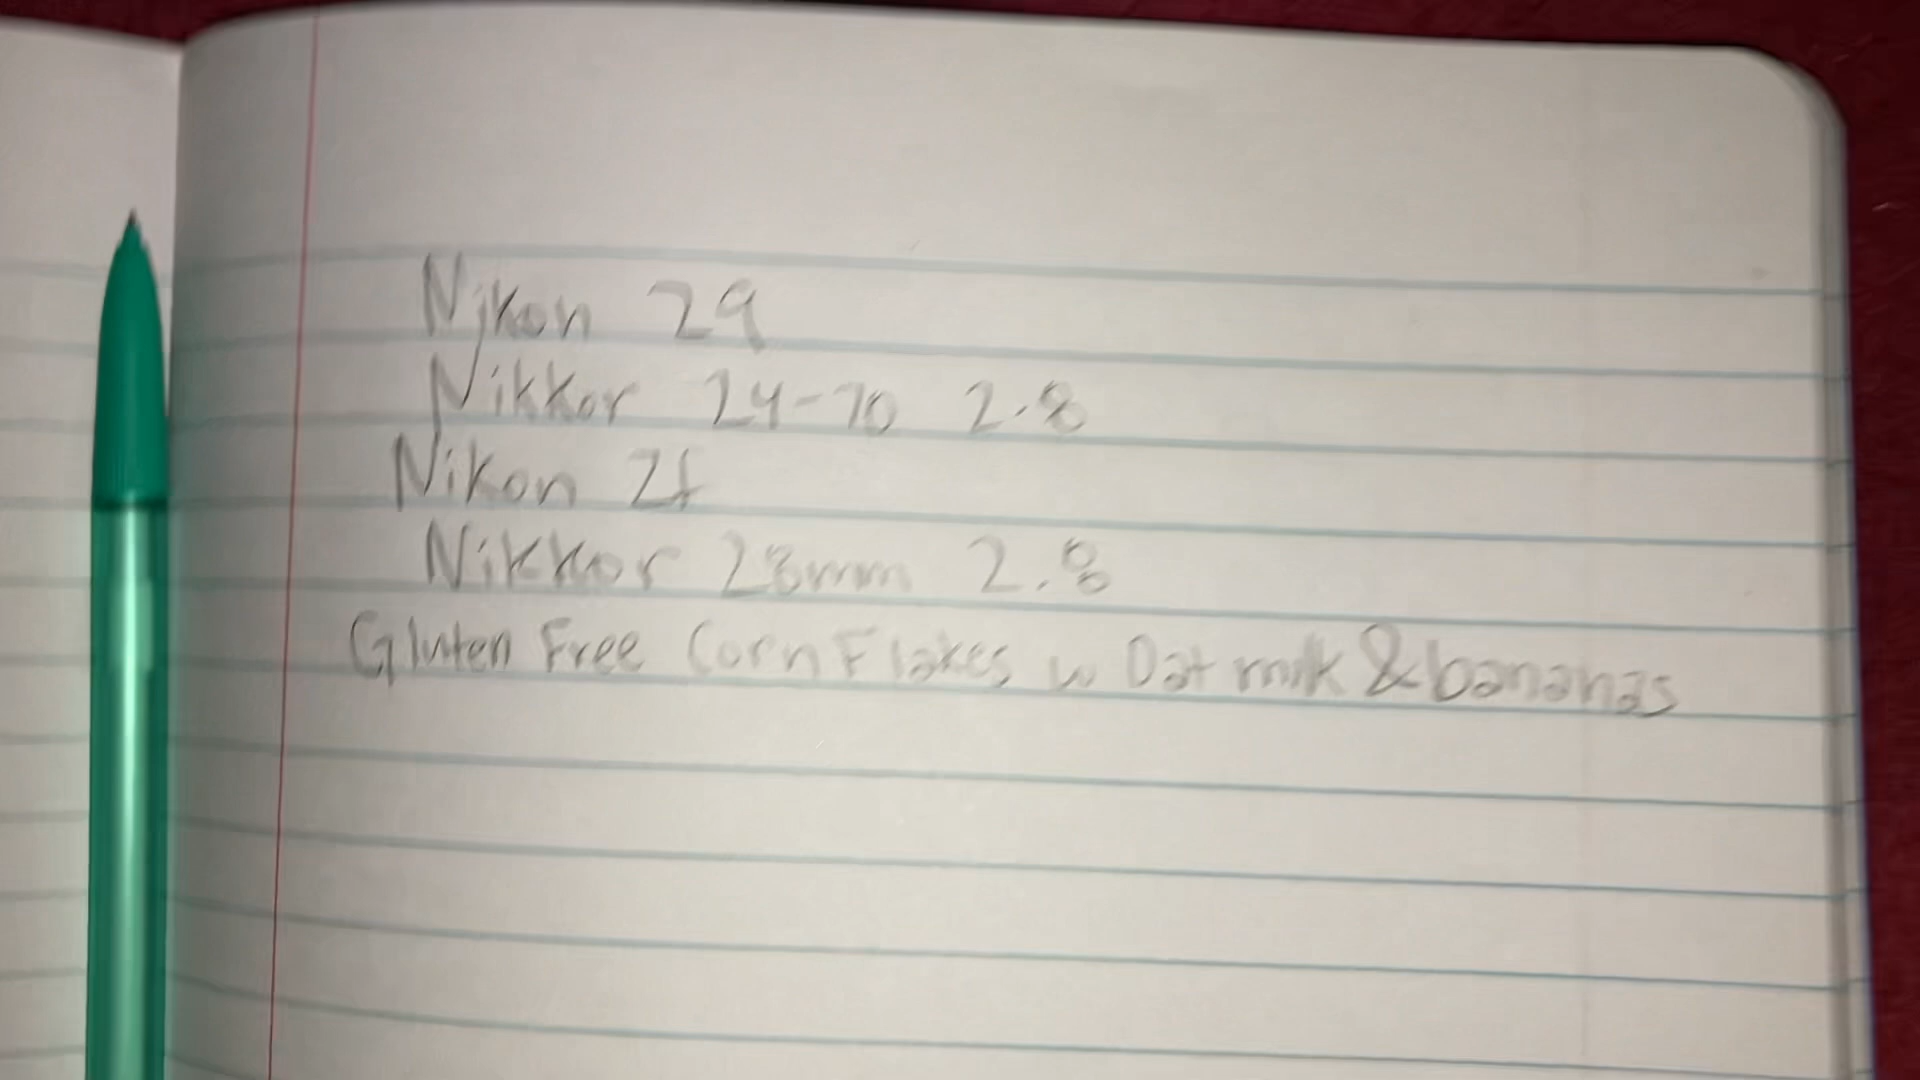 Nikon Z9
Nikkor 24-70 2.8
Nikon Zf
Nikkor 28mm 2.8
Gluten Free Corn Flakes w Oat milk & bananas